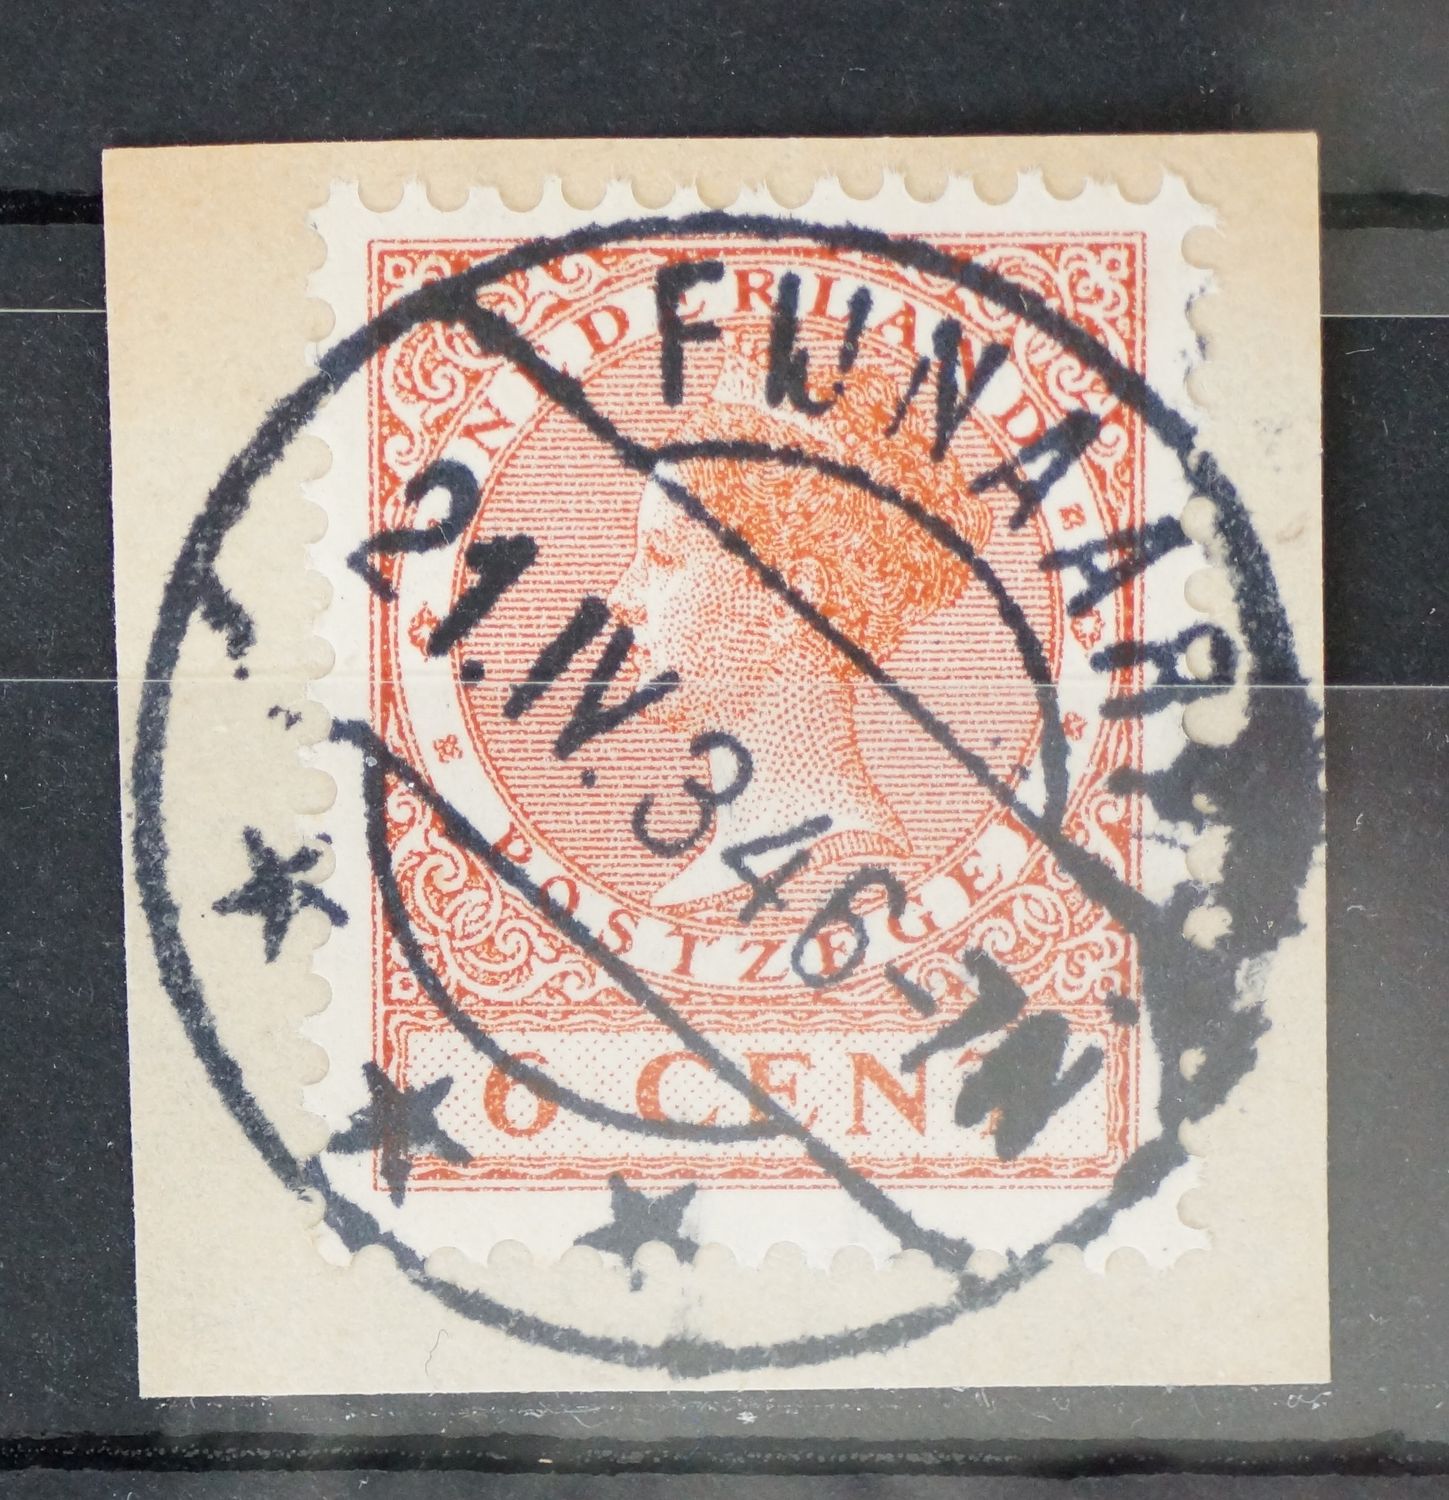 NEDERLAND
POSTZEGEL
6 CENT
FIJNAART
21.IV.34 6-7N